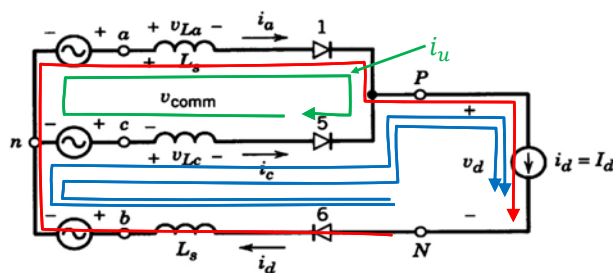 − + a + v_La − i_a 1 i_u
+ L_s
P
v_comm +
n − + c − 5
+ v_Lc − i_c v_d i_d = I_d
− + b 6 −
L_s i_d N